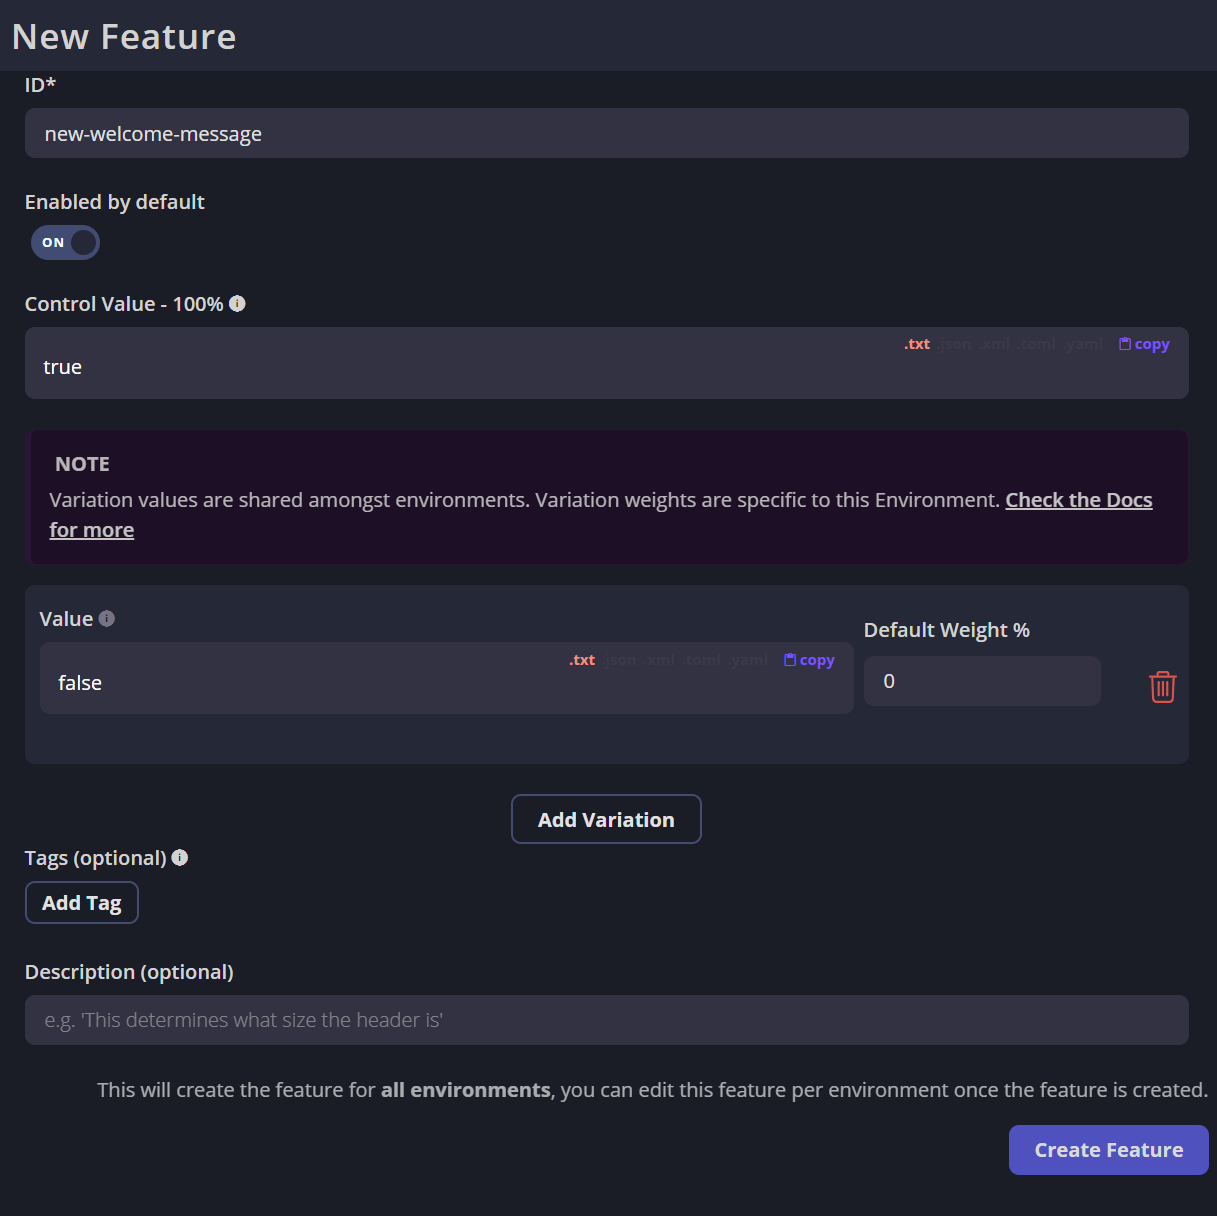 New Feature
ID*
new-welcome-message
Enabled by default
ON
Control Value - 100%
.txt .json .xml .toml .yaml copy
true
NOTE
Variation values are shared amongst environments. Variation weights are specific to this Environment. Check the Docs
for more
Value
Default Weight %
.txt .json .xml .toml .yaml copy
false
0
Add Variation
Tags (optional)
Add Tag
Description (optional)
e.g. 'This determines what size the header is'
This will create the feature for all environments, you can edit this feature per environment once the feature is created.
Create Feature